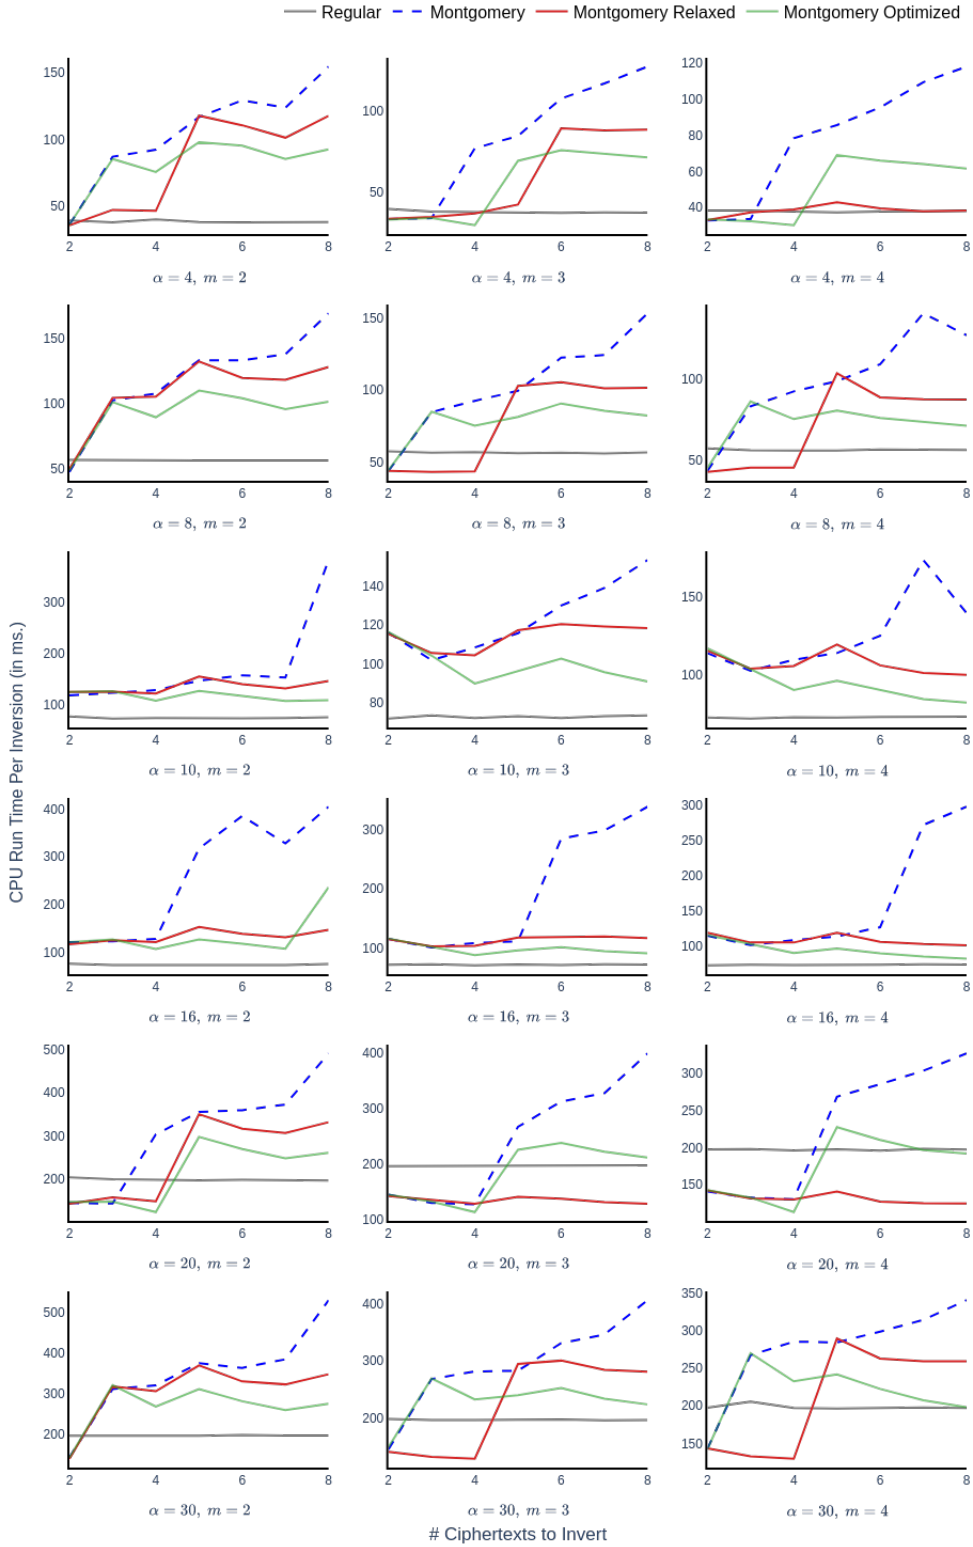 Regular Montgomery Montgomery Relaxed Montgomery Optimized
150
100
50
2 4 6 8
α = 4, m = 2
100
50
2 4 6 8
α = 4, m = 3
120
100
80
60
40
2 4 6 8
α = 4, m = 4
150
100
50
2 4 6 8
α = 8, m = 2
150
100
50
2 4 6 8
α = 8, m = 3
100
50
2 4 6 8
α = 8, m = 4
CPU Run Time Per Inversion (in ms.)
300
200
100
2 4 6 8
α = 10, m = 2
140
120
100
80
2 4 6 8
α = 10, m = 3
150
100
2 4 6 8
α = 10, m = 4
400
300
200
100
2 4 6 8
α = 16, m = 2
300
200
100
2 4 6 8
α = 16, m = 3
300
250
200
150
100
2 4 6 8
α = 16, m = 4
500
400
300
200
2 4 6 8
α = 20, m = 2
400
300
200
100
2 4 6 8
α = 20, m = 3
300
250
200
150
2 4 6 8
α = 20, m = 4
500
400
300
200
2 4 6 8
α = 30, m = 2
400
300
200
2 4 6 8
α = 30, m = 3
350
300
250
200
150
2 4 6 8
α = 30, m = 4
# Ciphertexts to Invert